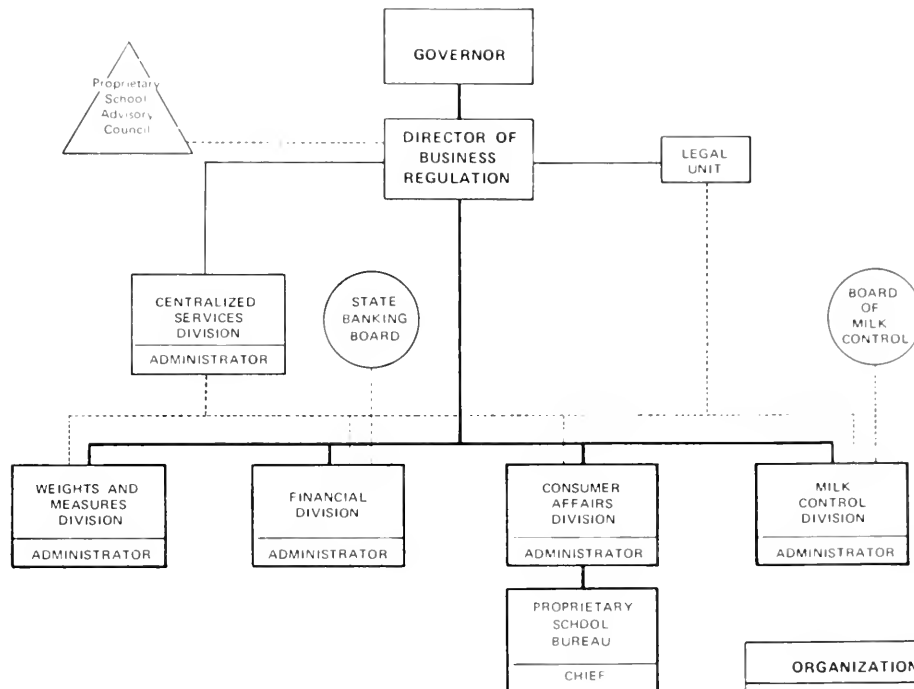 GOVERNOR
Proprietary
School
Advisory
Council
DIRECTOR OF
BUSINESS
REGULATION
LEGAL
UNIT
CENTRALIZED
SERVICES
DIVISION
ADMINISTRATOR
STATE
BANKING
BOARD
BOARD
OF
MILK
CONTROL
WEIGHTS AND
MEASURES
DIVISION
ADMINISTRATOR
FINANCIAL
DIVISION
ADMINISTRATOR
CONSUMER
AFFAIRS
DIVISION
ADMINISTRATOR
MILK
CONTROL
DIVISION
ADMINISTRATOR
PROPRIETARY
SCHOOL
BUREAU
CHIEF
ORGANIZATION